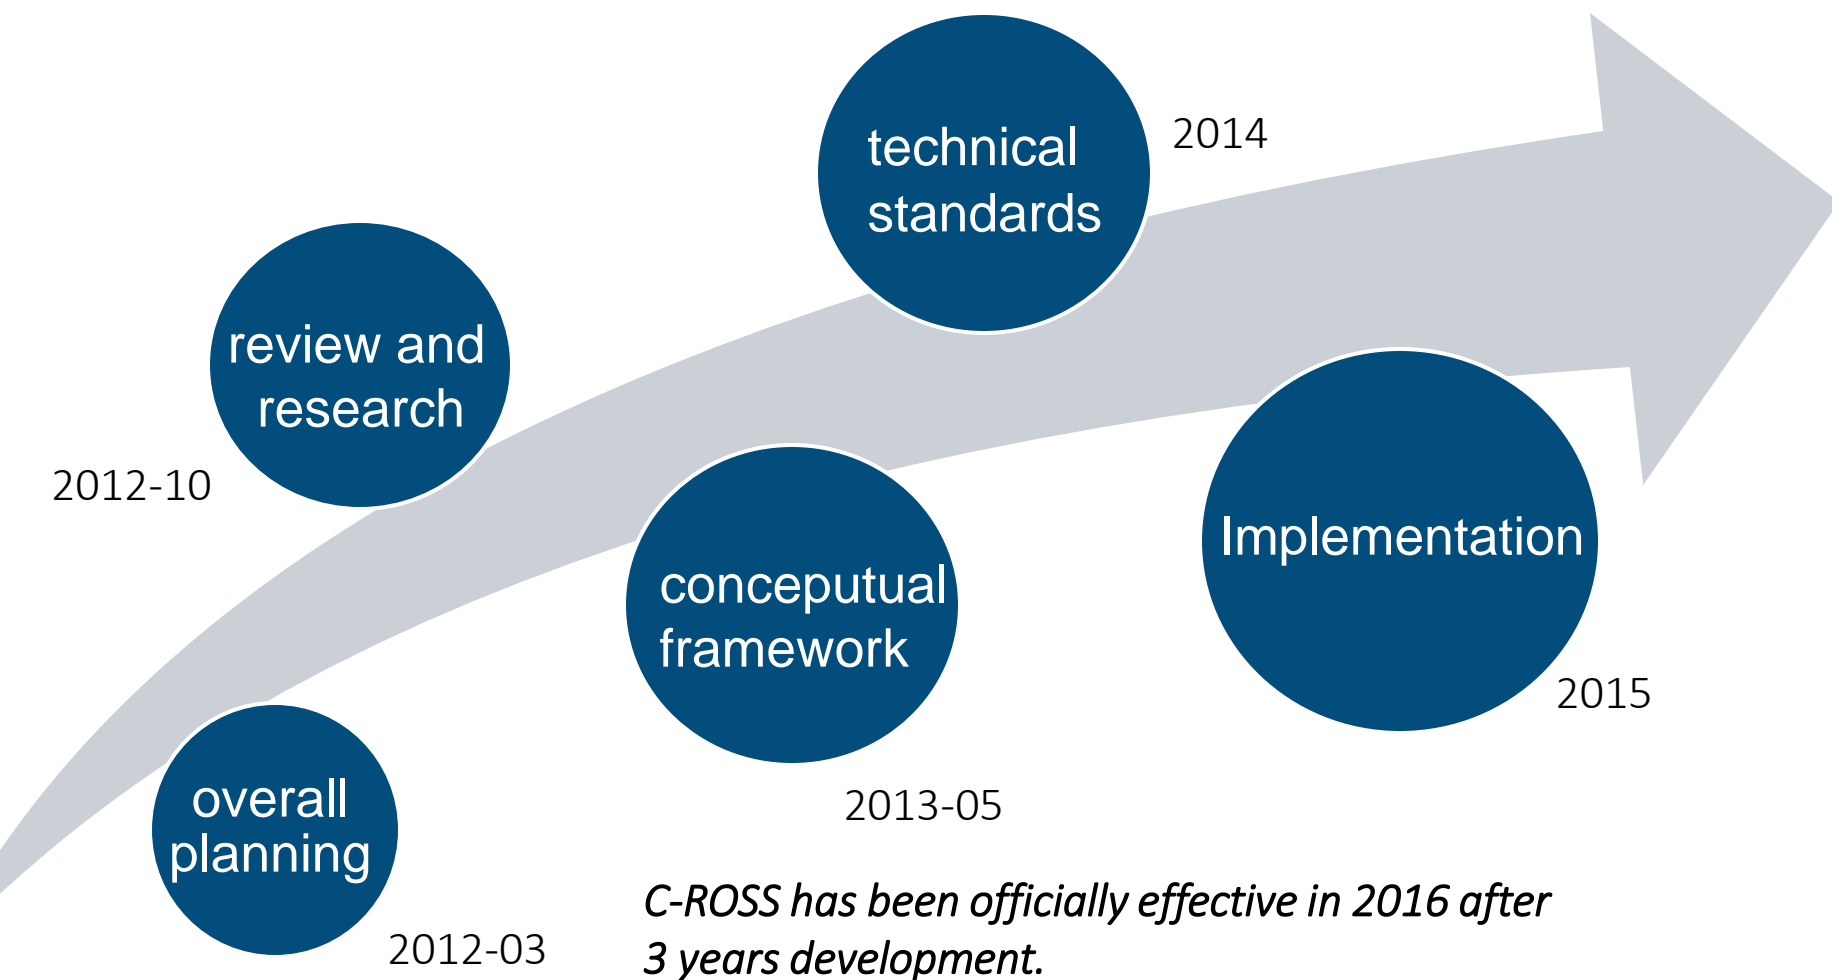 technical
standards
2014
review and
research
2012-10
Implementation
2015
conceputual
framework
2013-05
overall
planning
2012-03
C-ROSS has been officially effective in 2016 after
3 years development.